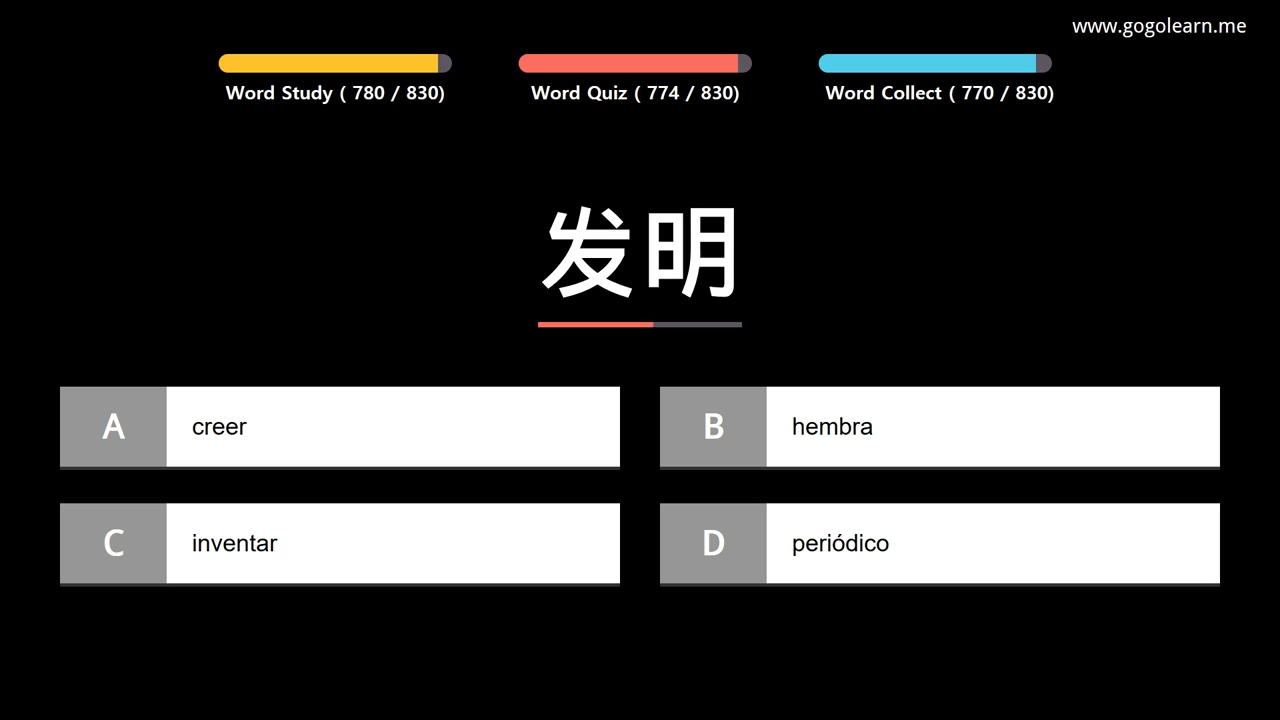 www.gogolearn.me
Word Study ( 780 / 830)
Word Quiz ( 774 / 830)
Word Collect ( 770 / 830)
发明
A creer
B hembra
C inventar
D periódico